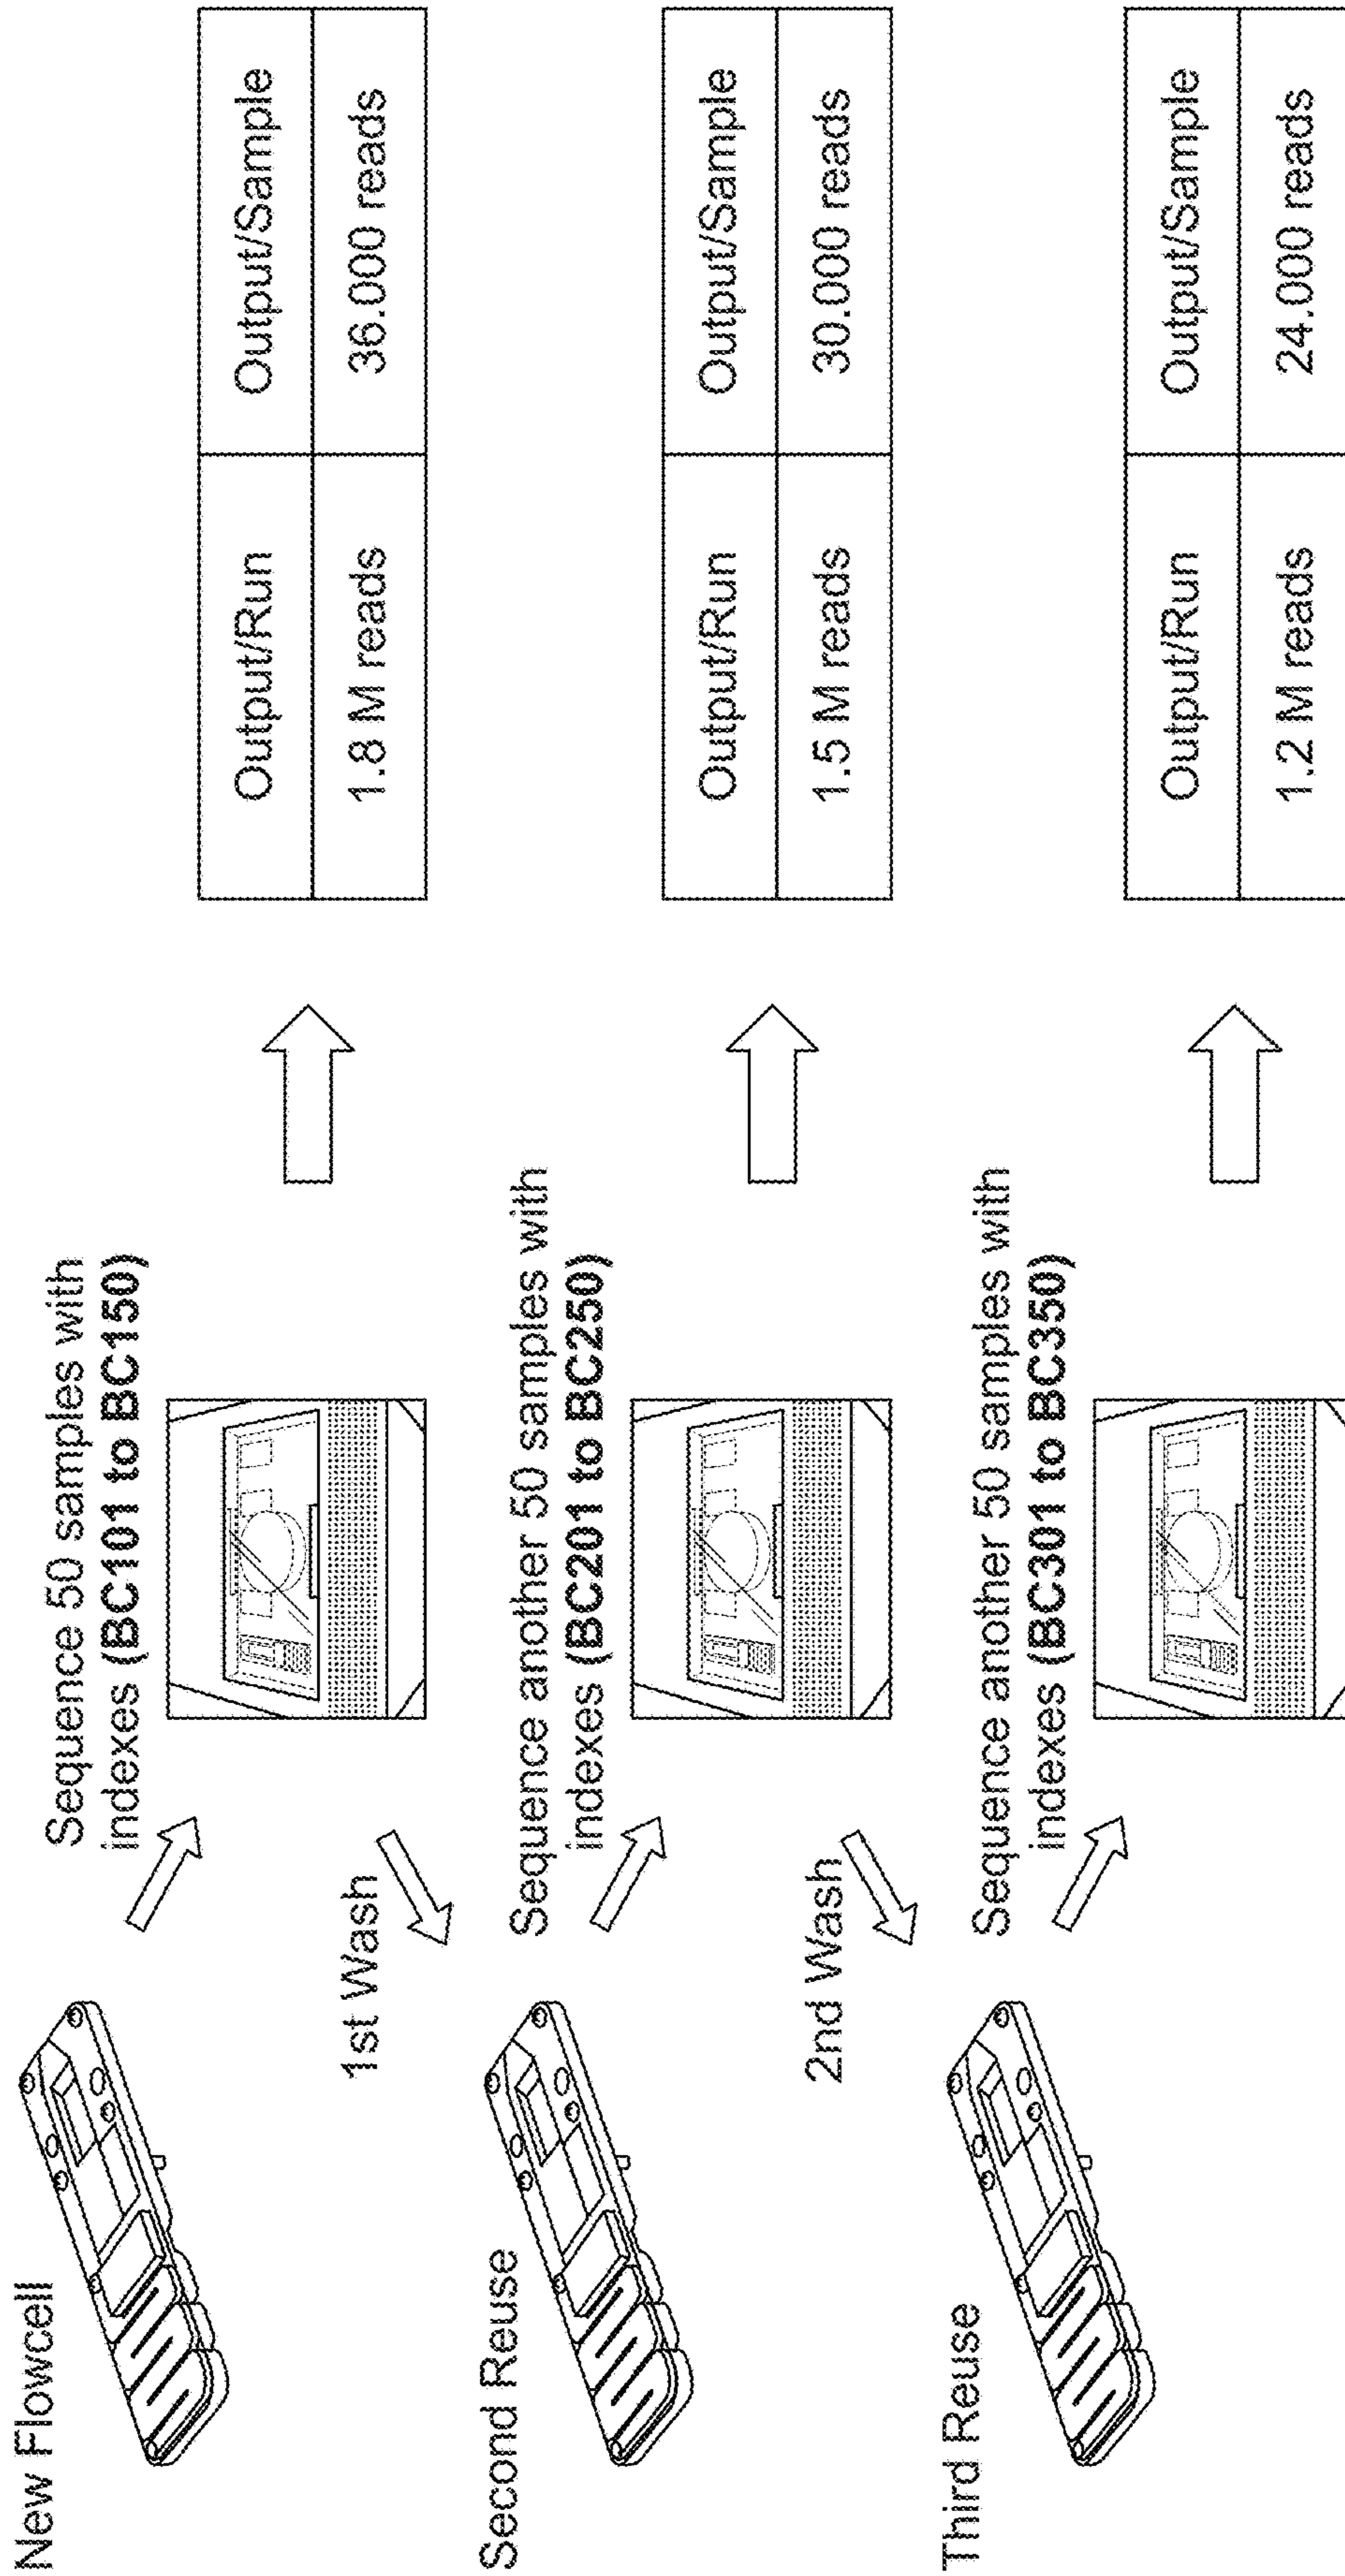 New Flowcell
Sequence 50 samples with
indexes (BC101 to BC150)
Output/Run
Output/Sample
1.8 M reads
36.000 reads
1st Wash
Second Reuse
Sequence another 50 samples with
indexes (BC201 to BC250)
Output/Run
Output/Sample
1.5 M reads
30.000 reads
2nd Wash
Third Reuse
Sequence another 50 samples with
indexes (BC301 to BC350)
Output/Run
Output/Sample
1.2 M reads
24.000 reads